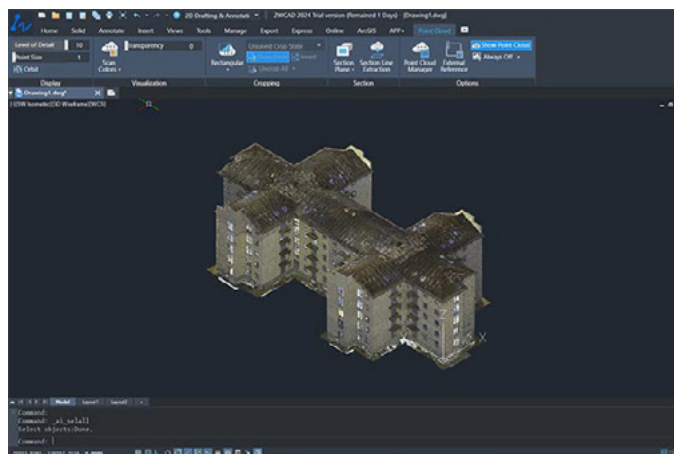 2D Drafting & Annotati
ZWCAD 2024 Trial version (Remained 1 Days) [Drawing1.dwg]
Home Solid Annotate Insert Views Tools Manage Export Express Online ArcGIS APP+ Point Cloud
Level of Detail 10
Point Size 1
Orbit
Scan Colors
Transparency 0
Rectangular
Unsaved Crop State
Invert
Section Plane
Section Line Extraction
Point Cloud Manager
External Reference
Show Point Cloud
Always Off
Display Visualization Cropping Section Options
Drawing1.dwg*
[-][SW Isometric][3D Wireframe][WCS]
Z
X
Model Layout1 Layout2 +
Command:
Command: _ai_selall
Select objects:Done.
Command: